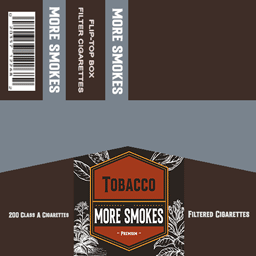 MORE SMOKES
FLIP-TOP BOX
FILTER CIGARETTES
MORE SMOKES
TOBACCO
MORE SMOKES
- PREMIUM -
200 CLASS A CIGARETTES
FILTERED CIGARETTES